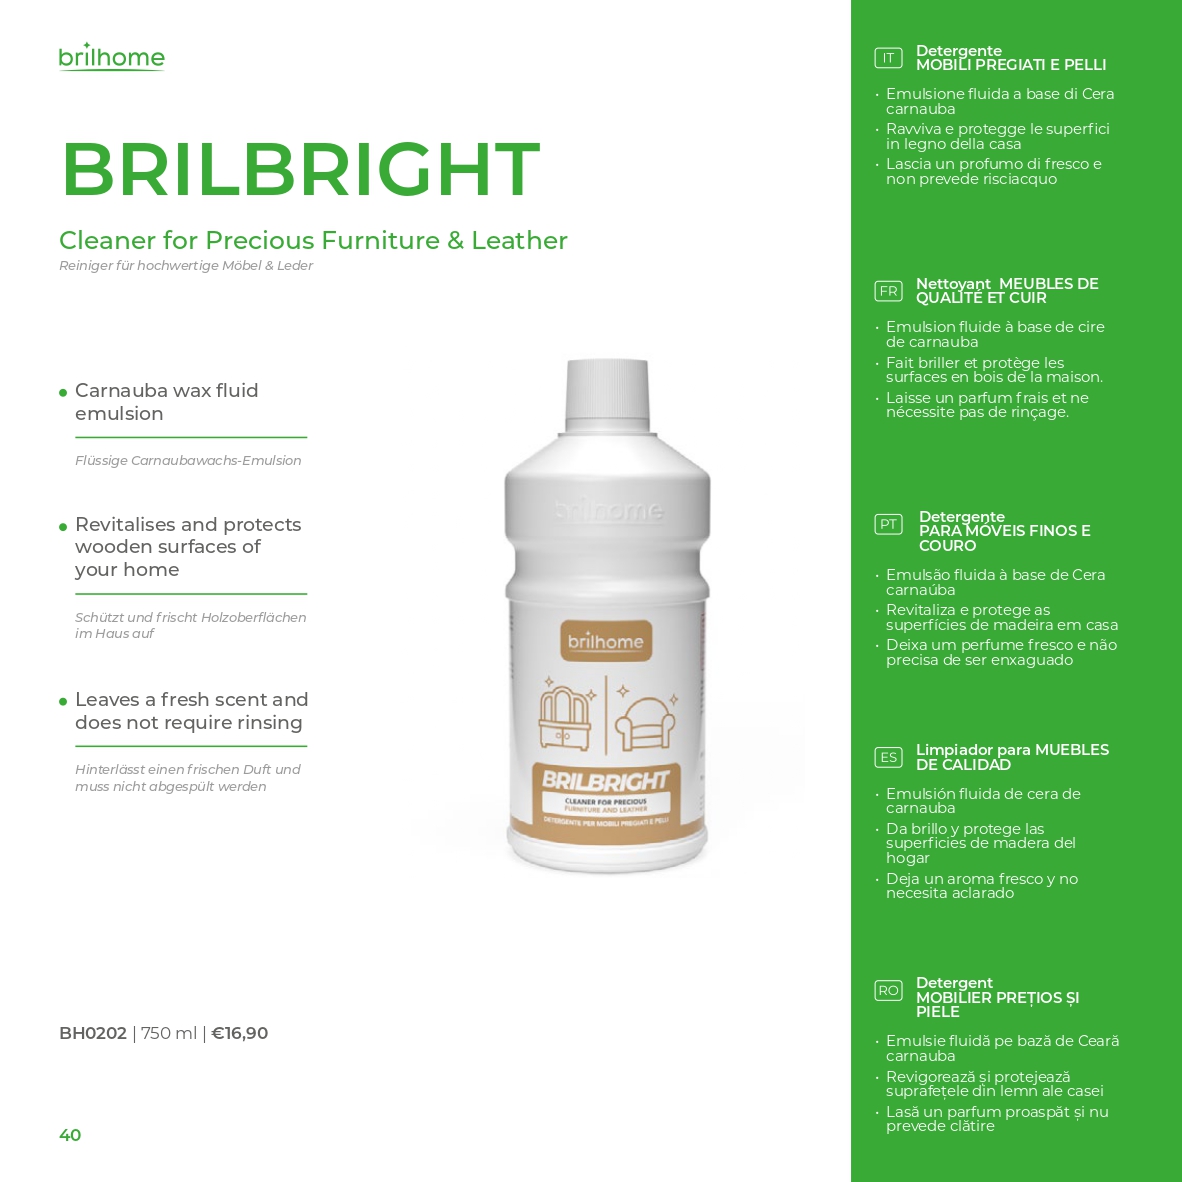 brilhome
BRILBRIGHT
Cleaner for Precious Furniture & Leather
Reiniger für hochwertige Möbel & Leder
Carnauba wax fluid
emulsion
Flüssige Carnaubawachs-Emulsion
Revitalises and protects
wooden surfaces of
your home
Schützt und frischt Holzoberflächen
im Haus auf
Leaves a fresh scent and
does not require rinsing
Hinterlässt einen frischen Duft und
muss nicht abgespült werden
brilhome
brilhome
BRILBRIGHT
CLEANER FOR PRECIOUS
FURNITURE AND LEATHER
DETERGENTE PER MOBILI PREGIATI E PELLI
BH0202 | 750 ml | €16,90
40
IT
Detergente
MOBILI PREGIATI E PELLI
• Emulsione fluida a base di Cera
carnauba
• Ravviva e protegge le superfici
in legno della casa
• Lascia un profumo di fresco e
non prevede risciacquo
FR
Nettoyant MEUBLES DE
QUALITÉ ET CUIR
• Emulsion fluide à base de cire
de carnauba
• Fait briller et protège les
surfaces en bois de la maison.
• Laisse un parfum frais et ne
nécessite pas de rinçage.
PT
Detergente
PARA MÓVEIS FINOS E
COURO
• Emulsão fluida à base de Cera
carnaúba
• Revitaliza e protege as
superfícies de madeira em casa
• Deixa um perfume fresco e não
precisa de ser enxaguado
ES
Limpiador para MUEBLES
DE CALIDAD
• Emulsión fluida de cera de
carnauba
• Da brillo y protege las
superficies de madera del
hogar
• Deja un aroma fresco y no
necesita aclarado
RO
Detergent
MOBILIER PREȚIOS ȘI
PIELE
• Emulsie fluidă pe bază de Ceară
carnauba
• Revigorează și protejează
suprafețele din lemn ale casei
• Lasă un parfum proaspăt și nu
prevede clătire